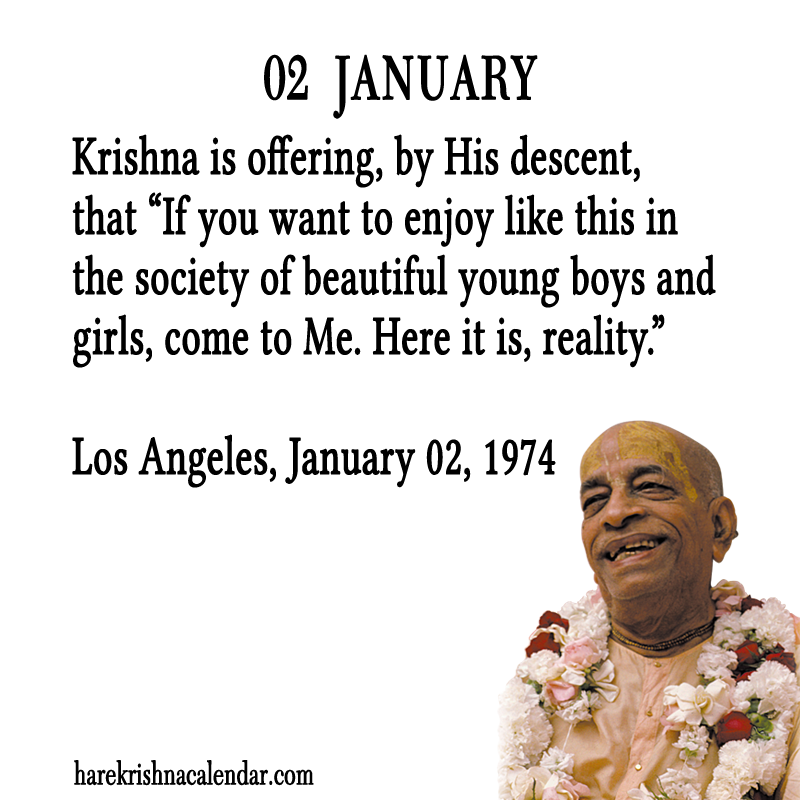 02 JANUARY
Krishna is offering, by His descent,
that “If you want to enjoy like this in
the society of beautiful young boys and
girls, come to Me. Here it is, reality.”
Los Angeles, January 02, 1974
harekrishnacalendar.com